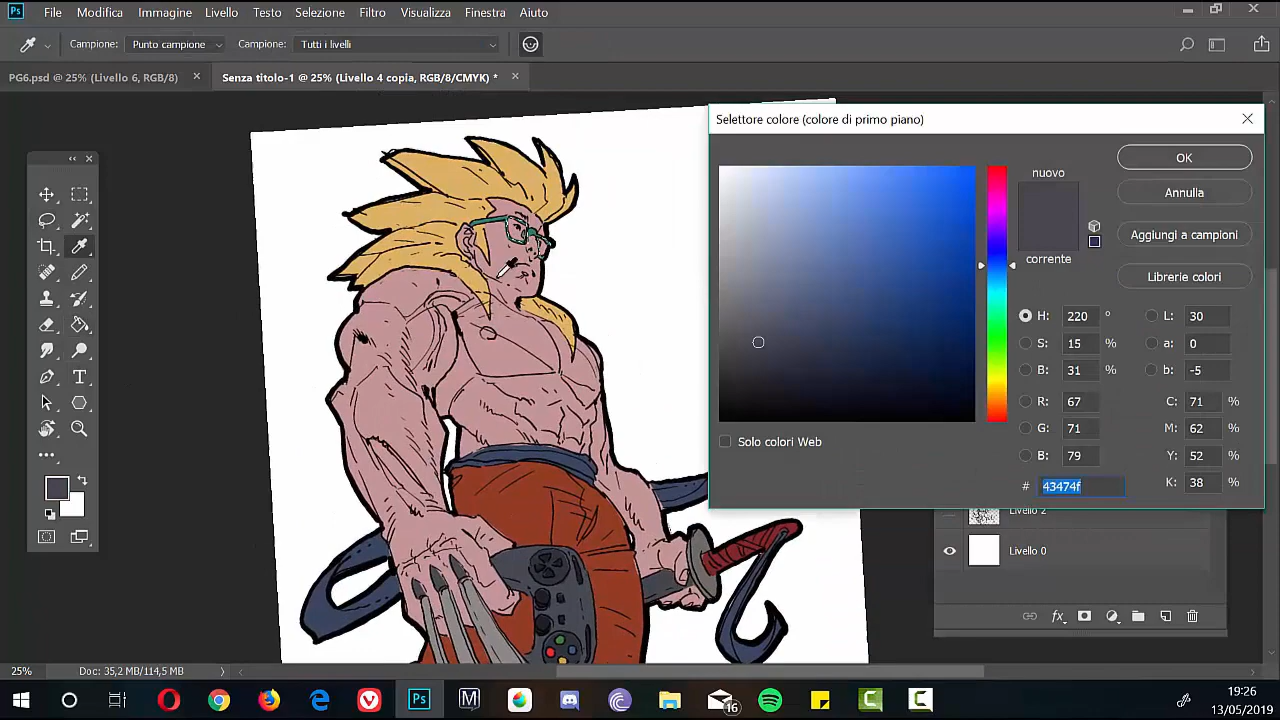 Ps File Modifica Immagine Livello Testo Selezione Filtro Visualizza Finestra Aiuto
Campione: Punto campione Campione: Tutti i livelli
PG6.psd @ 25% (Livello 6, RGB/8) × Senza titolo-1 @ 25% (Livello 4 copia, RGB/8/CMYK) * ×
Selettore colore (colore di primo piano)
nuovo
corrente
OK
Annulla
Aggiungi a campioni
Librerie colori
H: 220 °
S: 15 %
B: 31 %
R: 67
G: 71
B: 79
# 43474f
L: 30
a: 0
b: -5
C: 71 %
M: 62 %
Y: 52 %
K: 38 %
Solo colori Web
Livello 2
Livello 0
fx
25% Doc: 35,2 MB/114,5 MB
Ps
16
19:26
13/05/2019